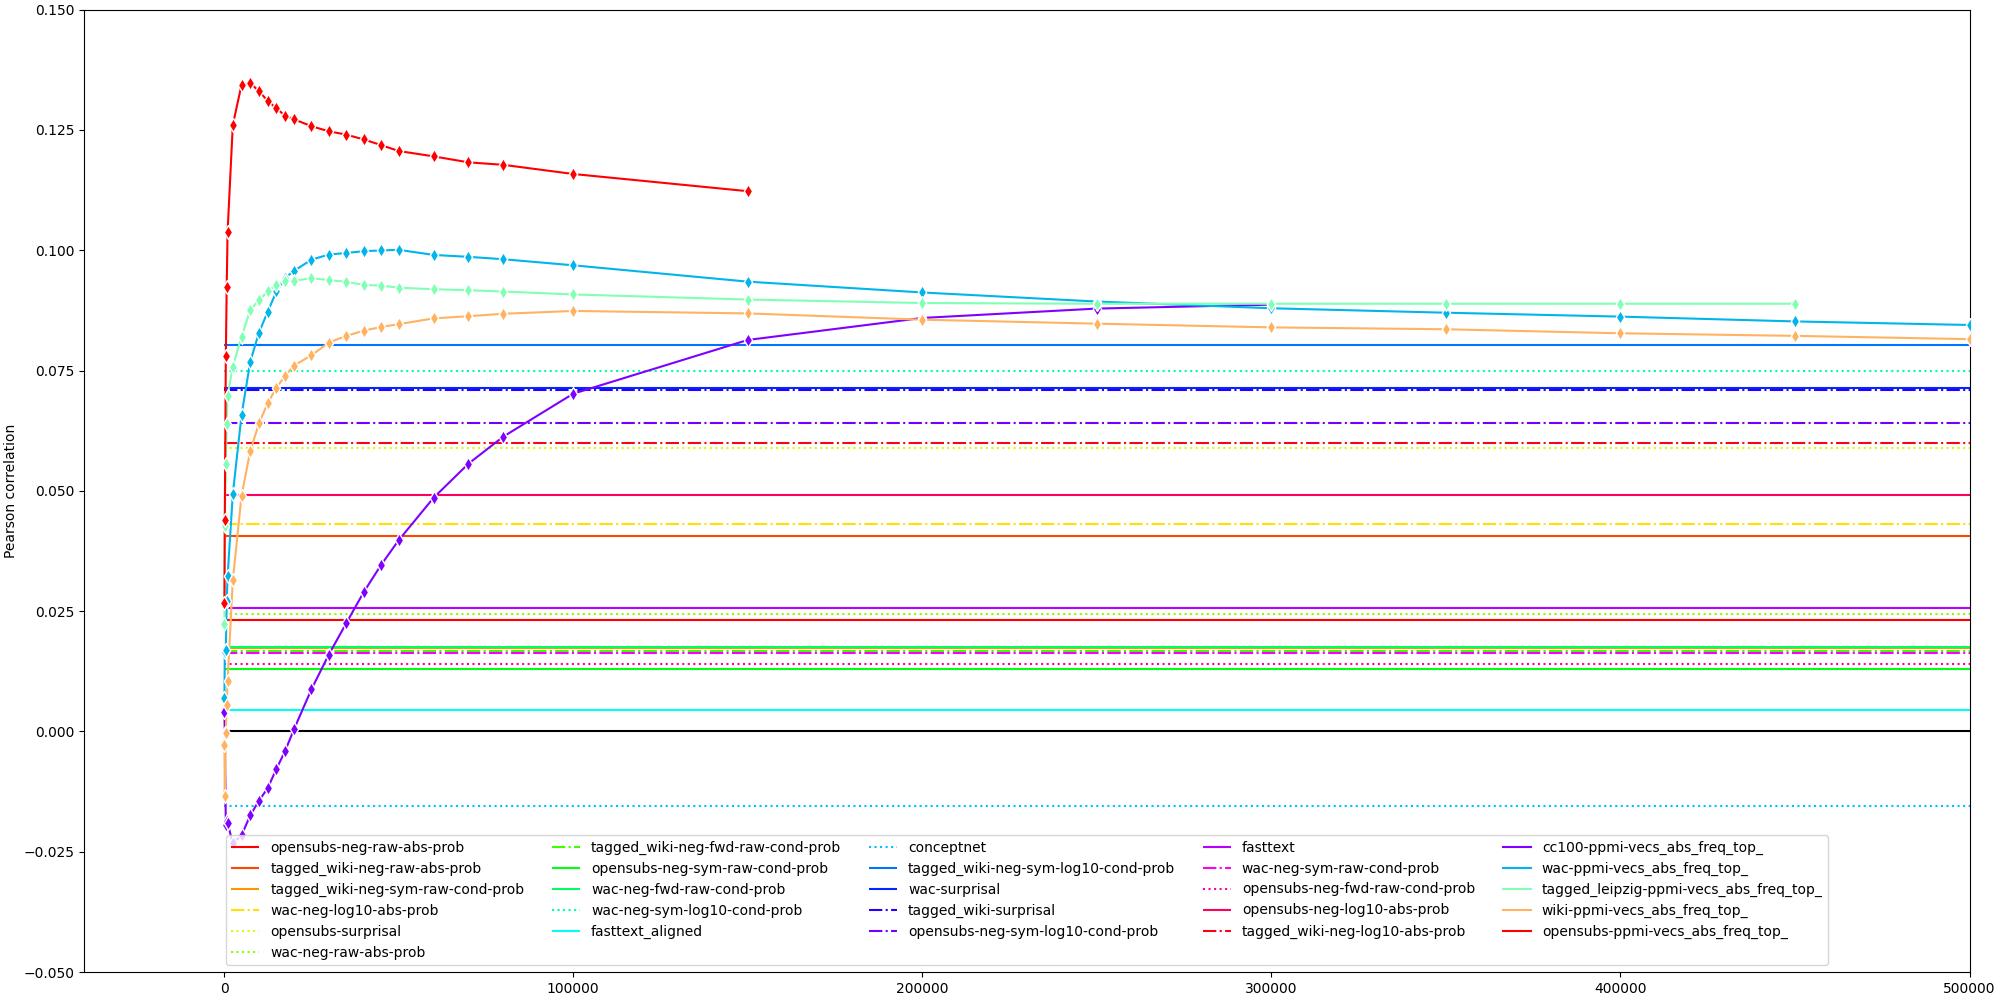 0.150
0.125
0.100
0.075
0.050
0.025
0.000
−0.025
−0.050
Pearson correlation
opensubs-neg-raw-abs-prob
tagged_wiki-neg-raw-abs-prob
tagged_wiki-neg-sym-raw-cond-prob
wac-neg-log10-abs-prob
opensubs-surprisal
wac-neg-raw-abs-prob
tagged_wiki-neg-fwd-raw-cond-prob
opensubs-neg-sym-raw-cond-prob
wac-neg-fwd-raw-cond-prob
wac-neg-sym-log10-cond-prob
fasttext_aligned
conceptnet
tagged_wiki-neg-sym-log10-cond-prob
wac-surprisal
tagged_wiki-surprisal
opensubs-neg-sym-log10-cond-prob
fasttext
wac-neg-sym-raw-cond-prob
opensubs-neg-fwd-raw-cond-prob
opensubs-neg-log10-abs-prob
tagged_wiki-neg-log10-abs-prob
cc100-ppmi-vecs_abs_freq_top_
wac-ppmi-vecs_abs_freq_top_
tagged_leipzig-ppmi-vecs_abs_freq_top_
wiki-ppmi-vecs_abs_freq_top_
opensubs-ppmi-vecs_abs_freq_top_
0
100000
200000
300000
400000
500000